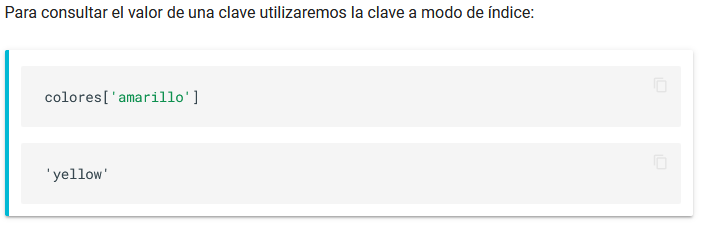 Para consultar el valor de una clave utilizaremos la clave a modo de índice:
colores['amarillo']
'yellow'